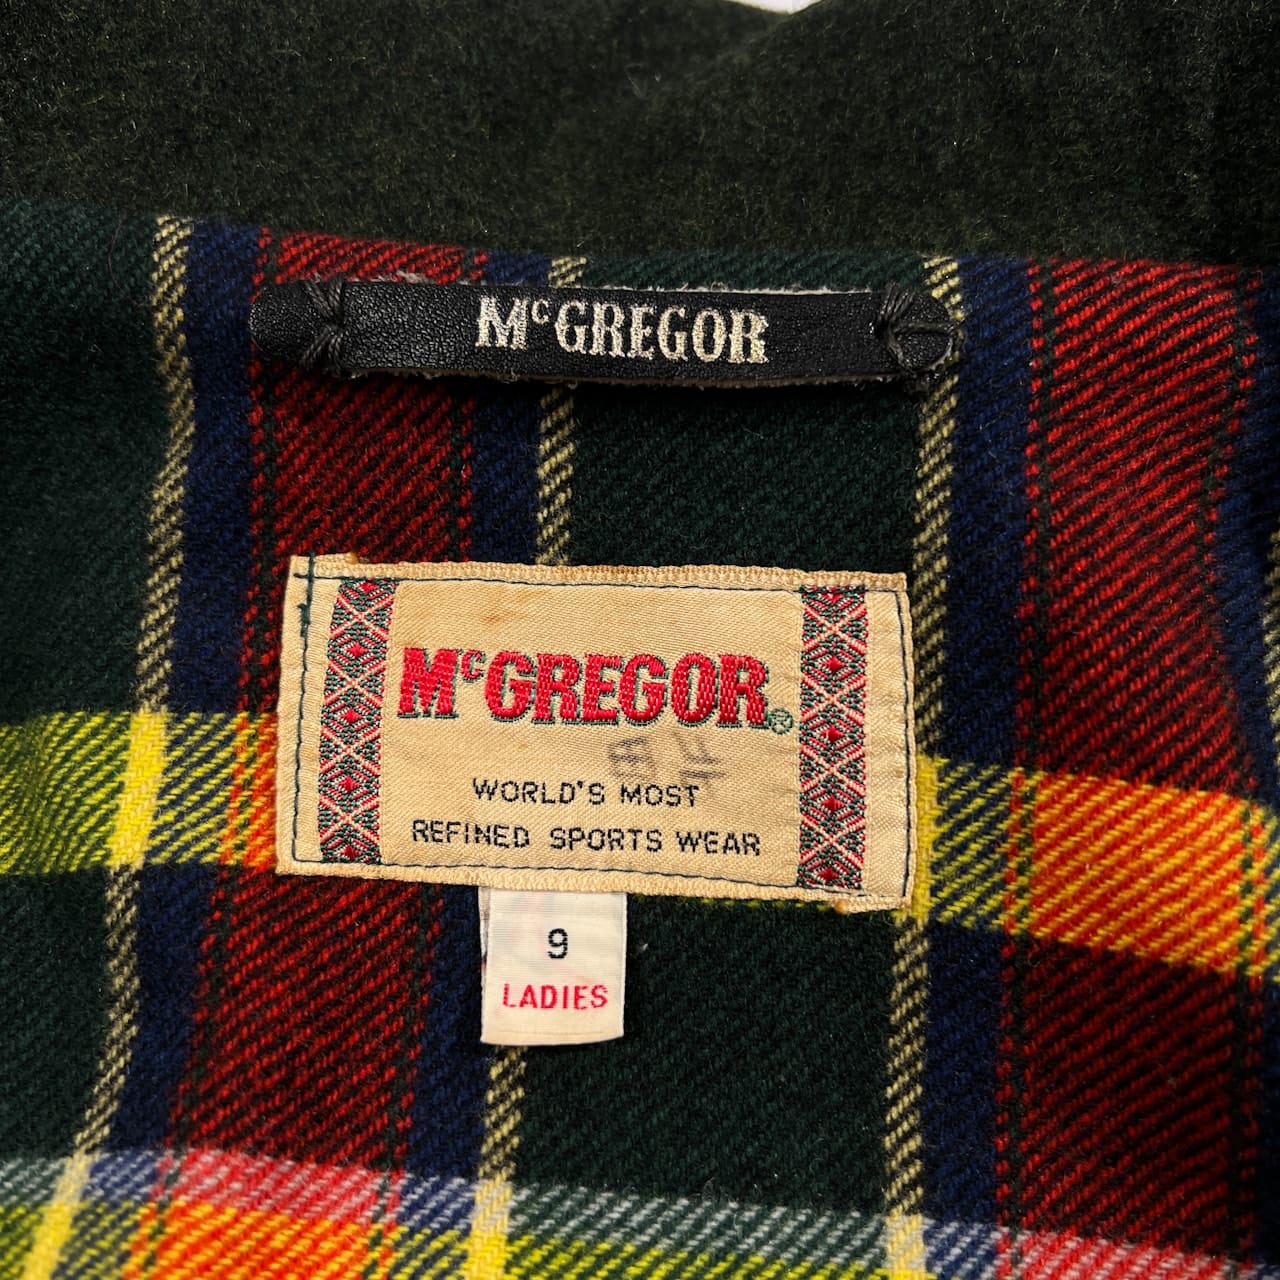 McGREGOR
McGREGOR®
WORLD'S MOST
REFINED SPORTS WEAR
9
LADIES